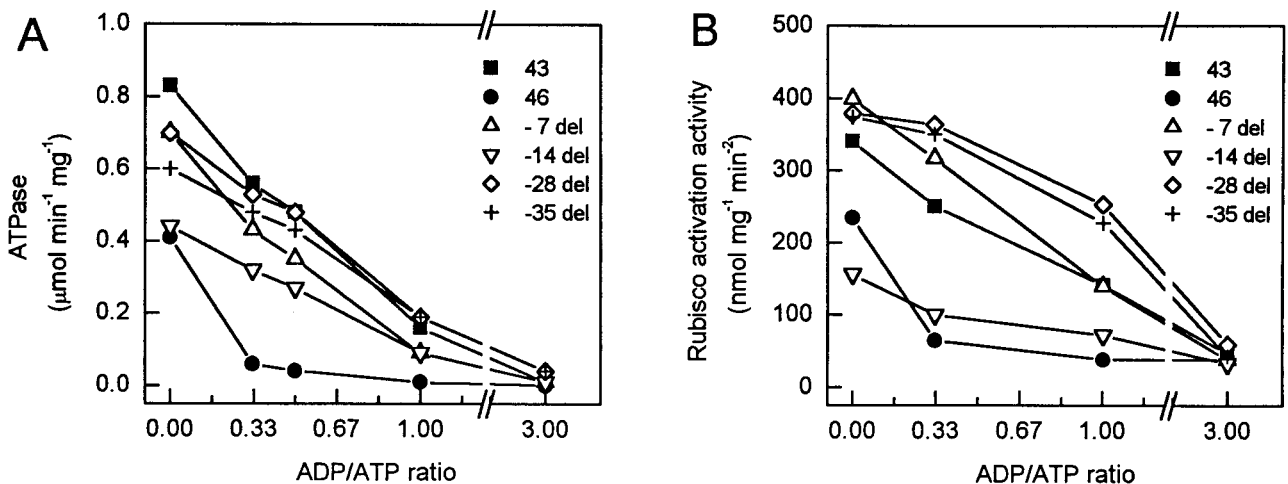 A
ATPase
(μmol min⁻¹ mg⁻¹)
1.0
0.8
0.6
0.4
0.2
0.0
43
46
- 7 del
-14 del
-28 del
-35 del
0.00 0.33 0.67 1.00 3.00
ADP/ATP ratio
B
Rubisco activation activity
(nmol mg⁻¹ min⁻²)
500
400
300
200
100
0
43
46
- 7 del
-14 del
-28 del
-35 del
0.00 0.33 0.67 1.00 3.00
ADP/ATP ratio